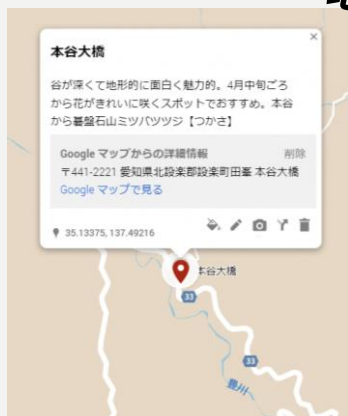 本谷大橋
谷が深くて地形的に面白く魅力的。4月中旬ごろ
から花がきれいに咲くスポットでおすすめ。本谷
から碁盤石山ミツバツツジ【つかさ】
Google マップからの詳細情報 削除
〒441-2221 愛知県北設楽郡設楽町田峯 本谷大橋
Google マップで見る
35.13375, 137.49216
本谷大橋
33
33
豊川